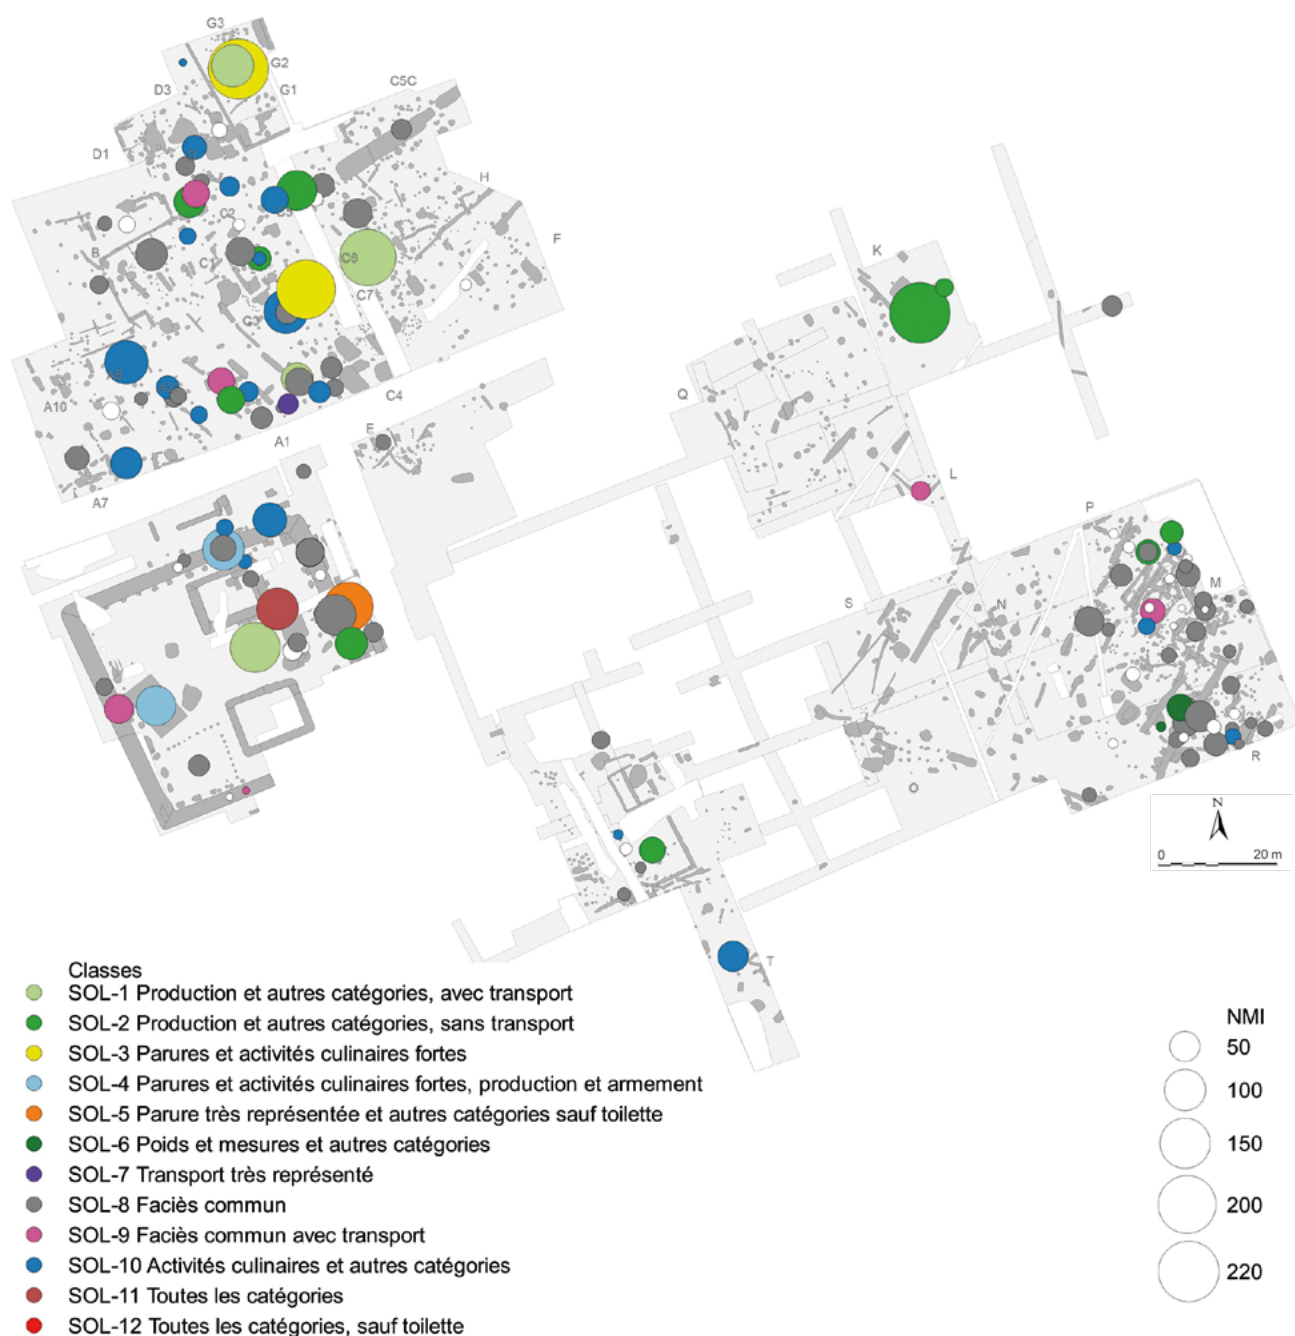 G3
G2
D3
G1
C5C
D1
H
C2
C5
F
B
C1
C6
K
C7
C3
A9
A10
C4
Q
E
A1
L
A7
P
M
S
N
O
R
N
0 20 m
T
Classes
SOL-1 Production et autres catégories, avec transport
SOL-2 Production et autres catégories, sans transport
SOL-3 Parures et activités culinaires fortes
SOL-4 Parures et activités culinaires fortes, production et armement
SOL-5 Parure très représentée et autres catégories sauf toilette
SOL-6 Poids et mesures et autres catégories
SOL-7 Transport très représenté
SOL-8 Faciès commun
SOL-9 Faciès commun avec transport
SOL-10 Activités culinaires et autres catégories
SOL-11 Toutes les catégories
SOL-12 Toutes les catégories, sauf toilette
NMI
50
100
150
200
220